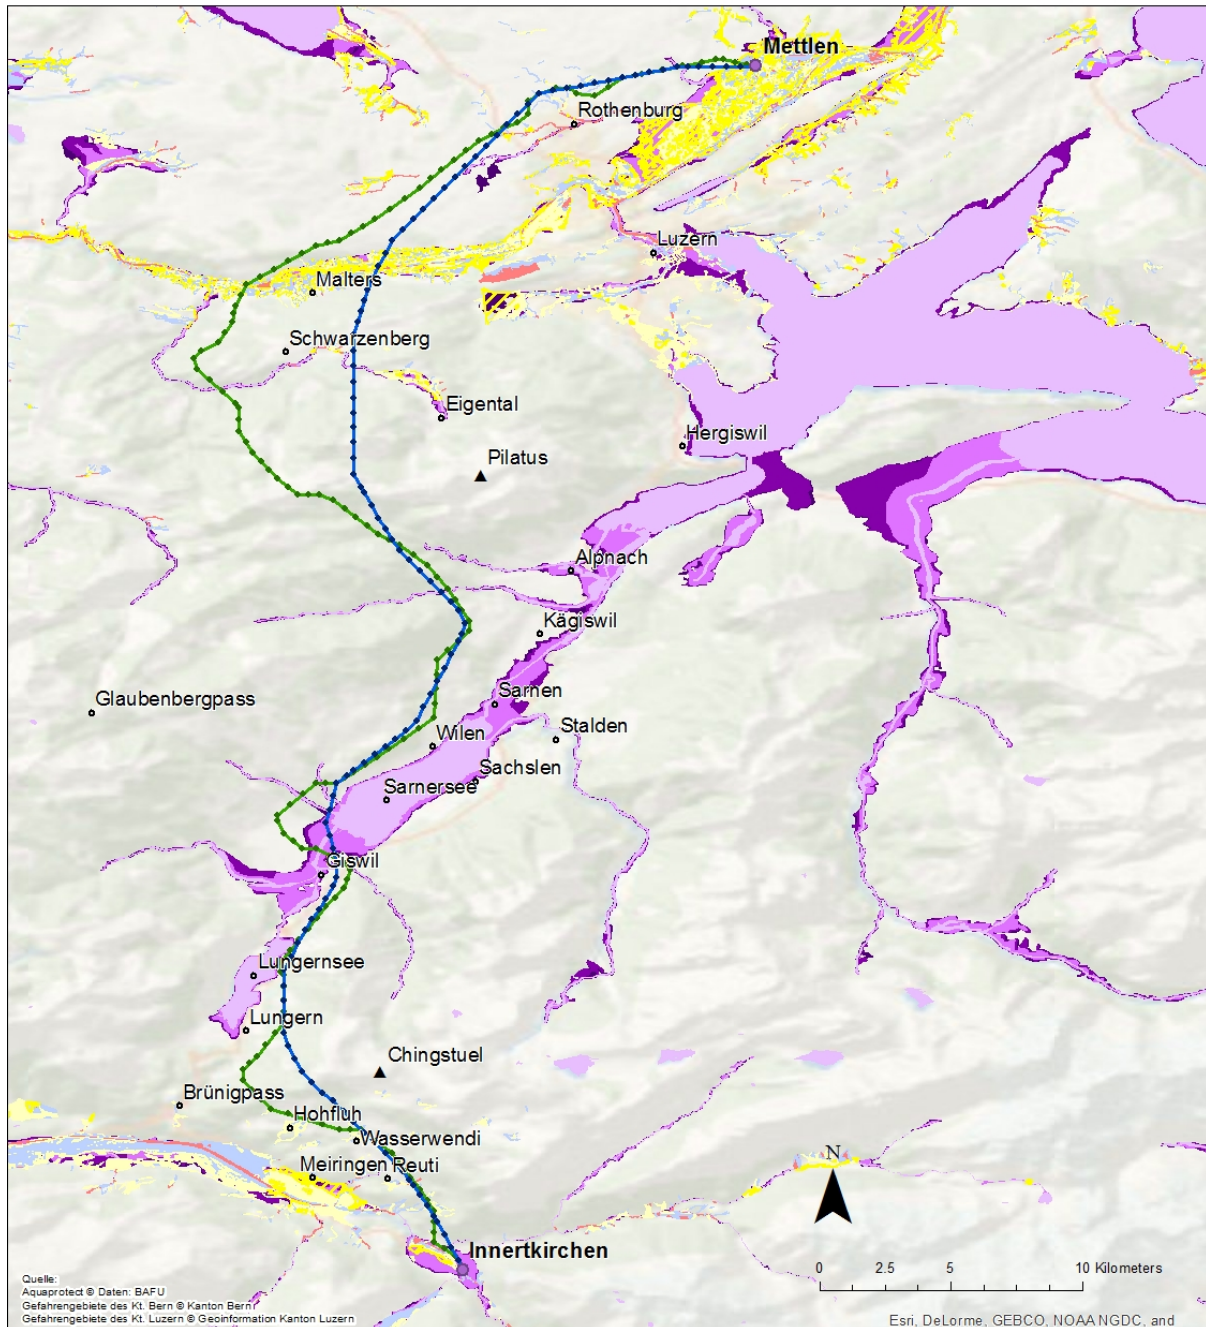 Mettlen
Rothenburg
Luzern
Malters
Schwarzenberg
Eigental
Hergiswil
Pilatus
Alpnach
Kägiswil
Glaubenbergpass
Sarnen
Stalden
Wilen
Sachslen
Sarnersee
Giswil
Lungernsee
Lungern
Chingstuel
Brünigpass
Hohfluh
Wasserwendi
Meiringen
Reuti
N
Innertkirchen
0 2.5 5 10 Kilometers
Quelle:
Aquaprotect © Daten: BAFU
Gefahrengebiete des Kt. Bern © Kanton Bern
Gefahrengebiete des Kt. Luzern © Geoinformation Kanton Luzern
Esri, DeLorme, GEBCO, NOAA NGDC, and